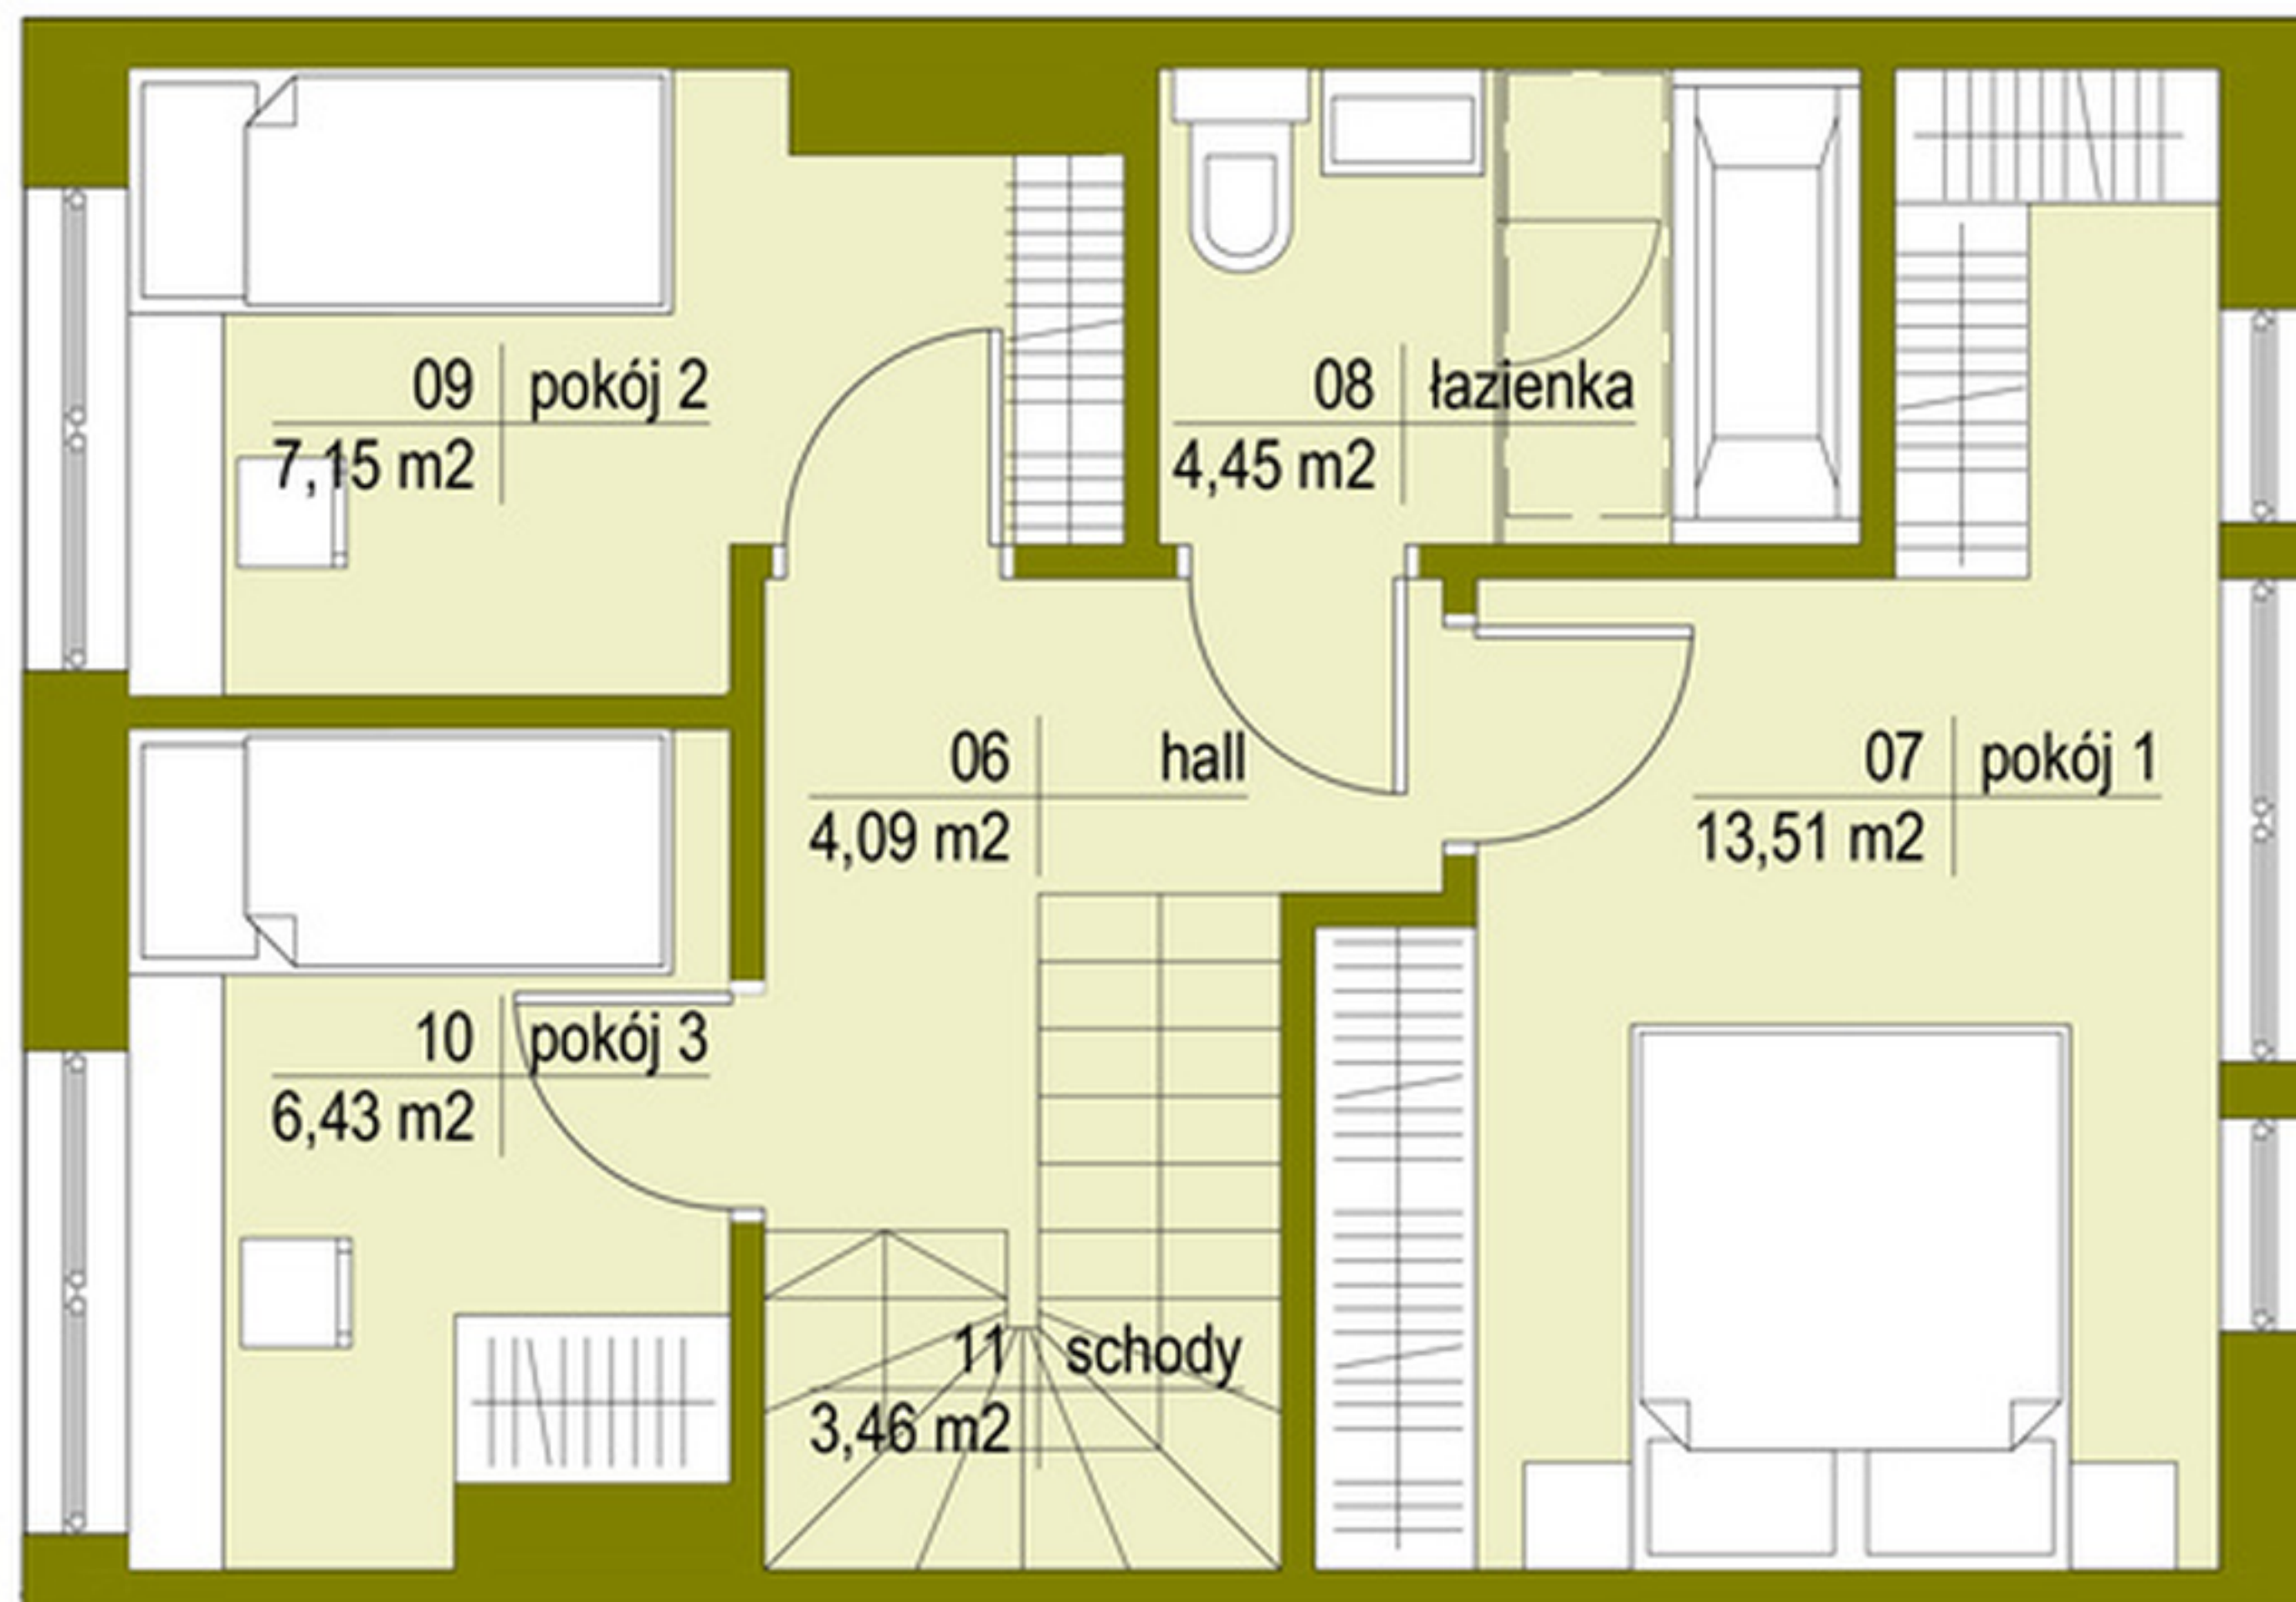 09 pokój 2
7,15 m2
08 łazienka
4,45 m2
06 hall
4,09 m2
07 pokój 1
13,51 m2
10 pokój 3
6,43 m2
11 schody
3,46 m2